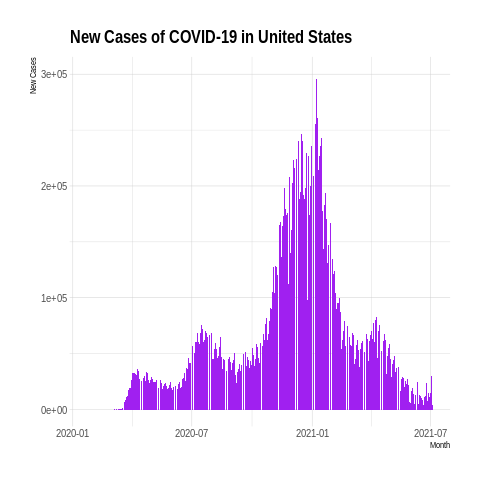 New Cases of COVID-19 in United States
New Cases
3e+05
2e+05
1e+05
0e+00
2020-01
2020-07
2021-01
2021-07
Month